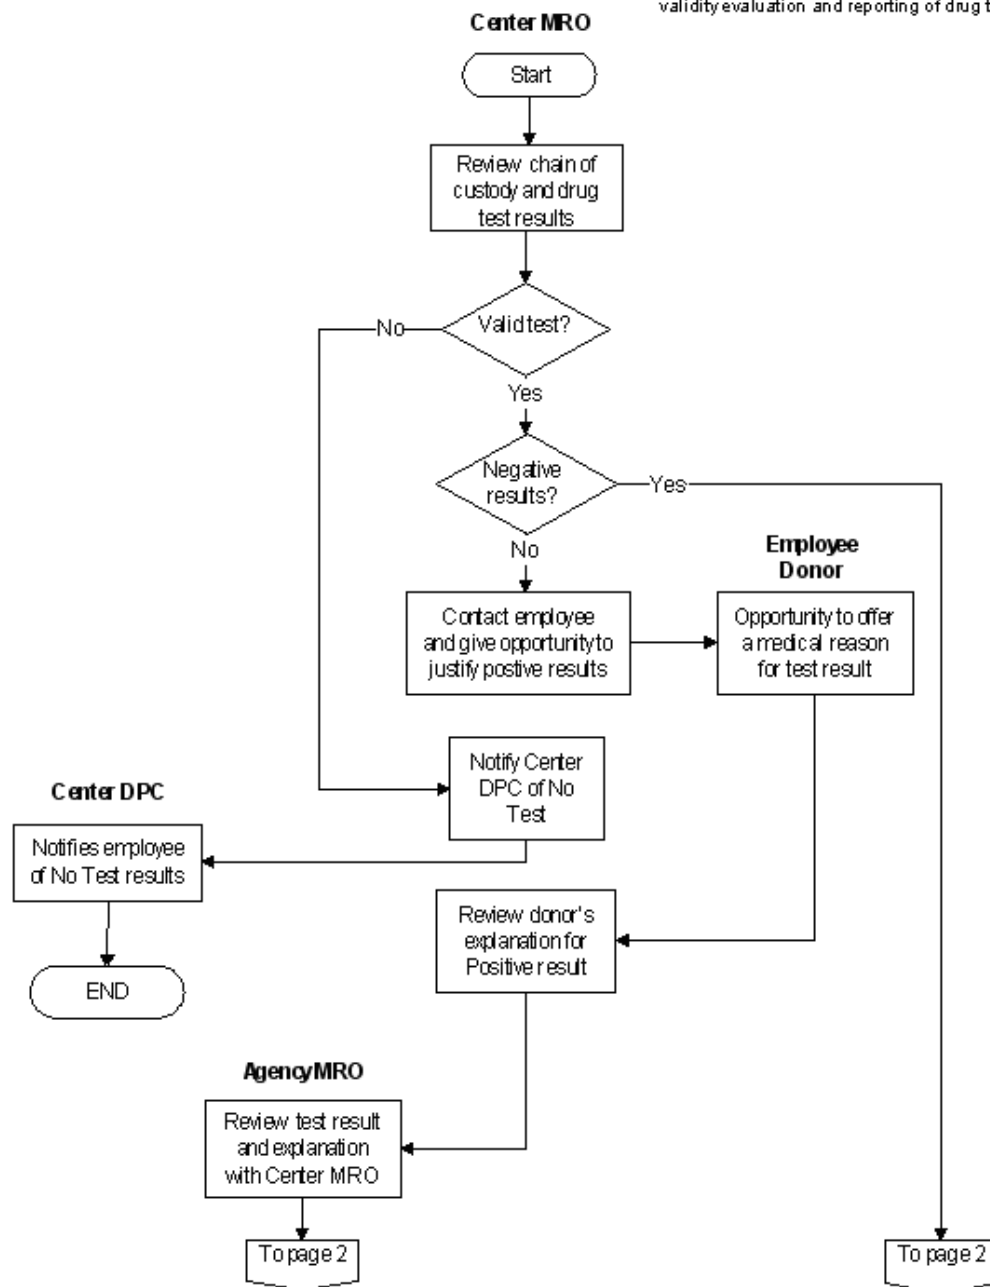 validity evaluation and reporting of drug t
Center MRO
Start
Review chain of
custody and drug
test results
Valid test?
No
Yes
Negative
results?
Yes
No
Employee
Donor
Contact employee
and give opportunity to
justify postive results
Opportunity to offer
a medical reason
for test result
Notify Center
DPC of No
Test
Center DPC
Notifies employee
of No Test results
Review donor's
explanation for
Positive result
END
Agency MRO
Review test result
and explanation
with Center MRO
To page 2
To page 2